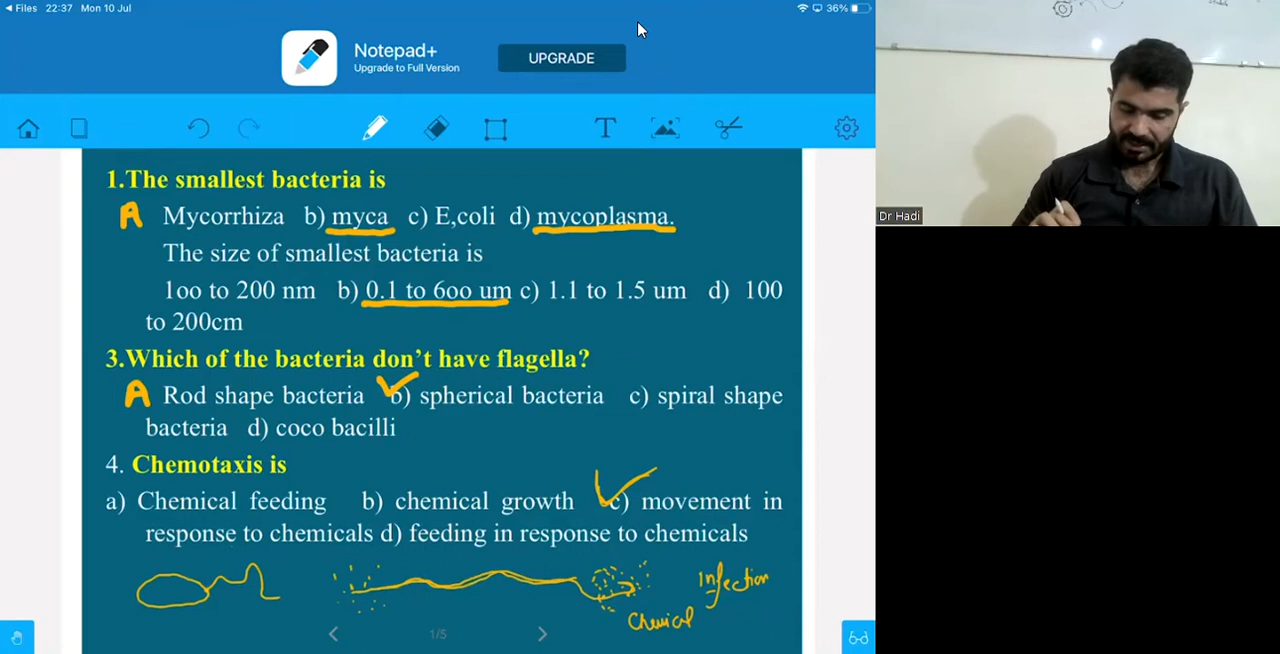 Files 22:37 Mon 10 Jul 36%
Notepad+
Upgrade to Full Version
UPGRADE
T
Dr Hadi
1.The smallest bacteria is
A Mycorrhiza b) myca c) E,coli d) mycoplasma.
The size of smallest bacteria is
1oo to 200 nm b) 0.1 to 6oo um c) 1.1 to 1.5 um d) 100
to 200cm
3.Which of the bacteria don’t have flagella?
A Rod shape bacteria b) spherical bacteria c) spiral shape
bacteria d) coco bacilli
4. Chemotaxis is
a) Chemical feeding b) chemical growth c) movement in
response to chemicals d) feeding in response to chemicals
Infection
Chemical
1/5